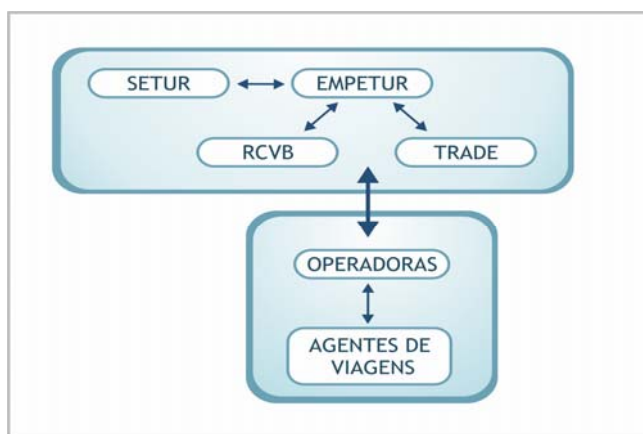 SETUR
EMPETUR
RCVB
TRADE
OPERADORAS
AGENTES DE
VIAGENS